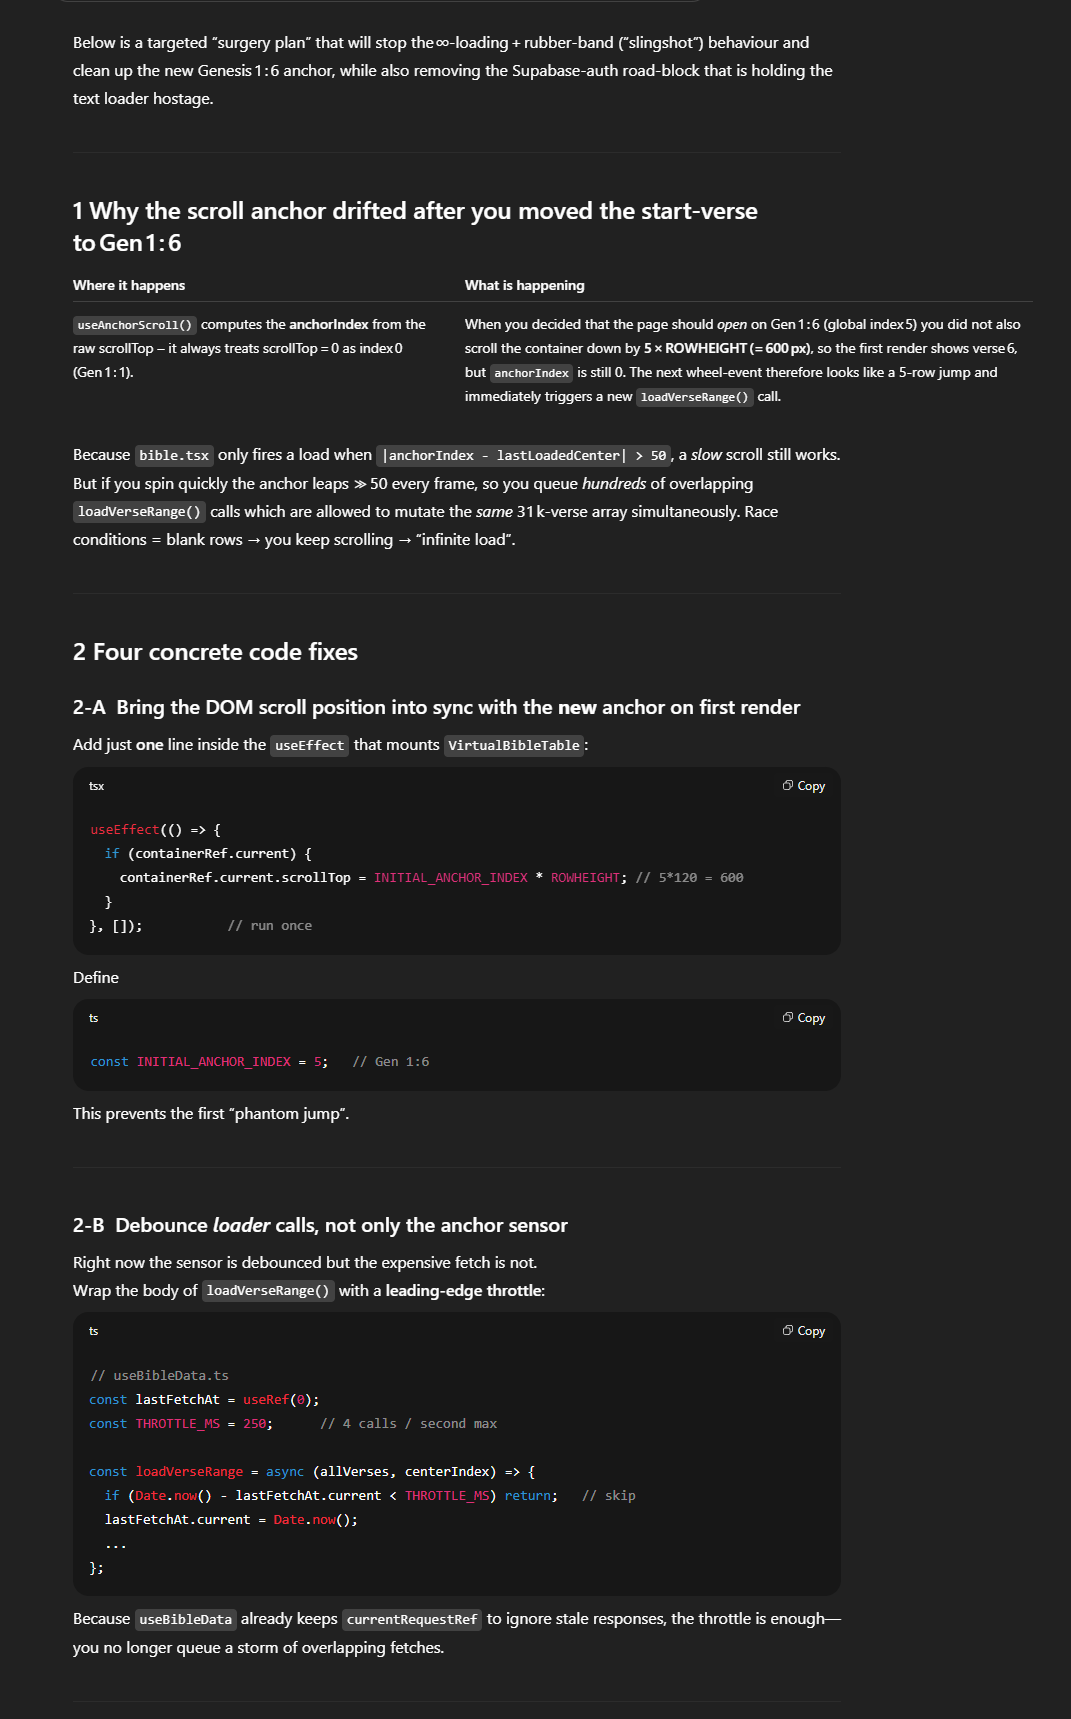 Below is a targeted “surgery plan” that will stop the ∞-loading + rubber-band (“slingshot”) behaviour and
clean up the new Genesis 1 : 6 anchor, while also removing the Supabase-auth road-block that is holding the
text loader hostage.
1 Why the scroll anchor drifted after you moved the start-verse
to Gen 1 : 6
Where it happens
What is happening
useAnchorScroll() computes the anchorIndex from the
raw scrollTop – it always treats scrollTop = 0 as index 0
(Gen 1 : 1).
When you decided that the page should open on Gen 1 : 6 (global index 5) you did not also
scroll the container down by 5 × ROWHEIGHT (= 600 px), so the first render shows verse 6,
but anchorIndex is still 0. The next wheel-event therefore looks like a 5-row jump and
immediately triggers a new loadVerseRange() call.
Because bible.tsx only fires a load when |anchorIndex - lastLoadedCenter| > 50 , a slow scroll still works.
But if you spin quickly the anchor leaps ≫ 50 every frame, so you queue hundreds of overlapping
loadVerseRange() calls which are allowed to mutate the same 31 k-verse array simultaneously. Race
conditions = blank rows → you keep scrolling → “infinite load”.
2 Four concrete code fixes
2-A Bring the DOM scroll position into sync with the new anchor on first render
Add just one line inside the useEffect that mounts VirtualBibleTable :
tsx
Copy
useEffect(() => {
if (containerRef.current) {
containerRef.current.scrollTop = INITIAL_ANCHOR_INDEX * ROWHEIGHT; // 5*120 = 600
}
}, []); // run once
Define
ts
Copy
const INITIAL_ANCHOR_INDEX = 5; // Gen 1:6
This prevents the first “phantom jump”.
2-B Debounce loader calls, not only the anchor sensor
Right now the sensor is debounced but the expensive fetch is not.
Wrap the body of loadVerseRange() with a leading-edge throttle:
ts
Copy
// useBibleData.ts
const lastFetchAt = useRef(0);
const THROTTLE_MS = 250; // 4 calls / second max
const loadVerseRange = async (allVerses, centerIndex) => {
if (Date.now() - lastFetchAt.current < THROTTLE_MS) return; // skip
lastFetchAt.current = Date.now();
...
};
Because useBibleData already keeps currentRequestRef to ignore stale responses, the throttle is enough—
you no longer queue a storm of overlapping fetches.